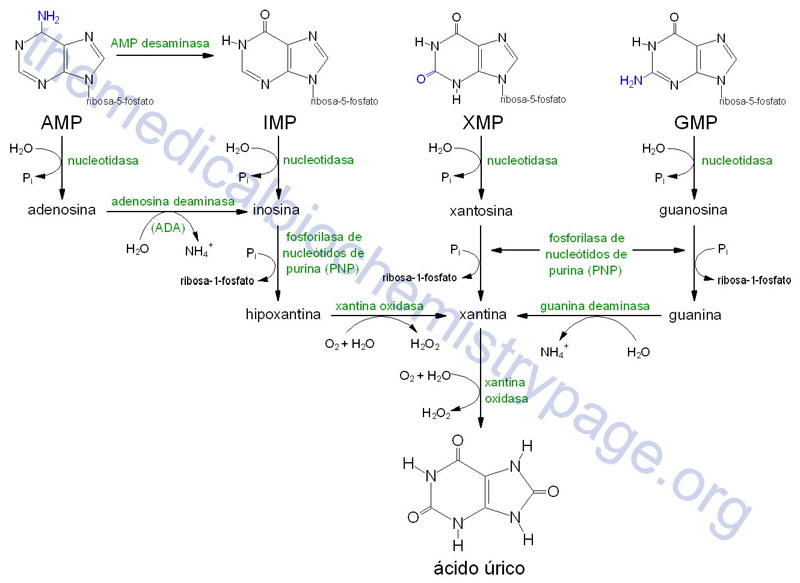 NH2
O
O
O
N
N
H
N
N
H
N
N
H
N
N
N
N
AMP desaminasa
N
N
O
N
N
H
H2N
N
N
ribosa-5-fosfato
ribosa-5-fosfato
ribosa-5-fosfato
ribosa-5-fosfato
AMP
IMP
XMP
GMP
H2O
nucleotidasa
H2O
nucleotidasa
H2O
nucleotidasa
H2O
nucleotidasa
Pi
Pi
Pi
Pi
adenosina
adenosina deaminasa
(ADA)
H2O
NH4+
inosina
xantosina
guanosina
Pi
fosforilasa de
nucleótidos de
purina (PNP)
ribosa-1-fosfato
Pi
ribosa-1-fosfato
fosforilasa de
nucleótidos de
purina (PNP)
Pi
ribosa-1-fosfato
hipoxantina
xantina oxidasa
O2 + H2O
H2O2
xantina
guanina deaminasa
NH4+
H2O
guanina
O2 + H2O
xantina
oxidasa
H2O2
O
H
H
N
N
O
O
N
N
H
H
ácido úrico
themedicalbiochemistrypage.org